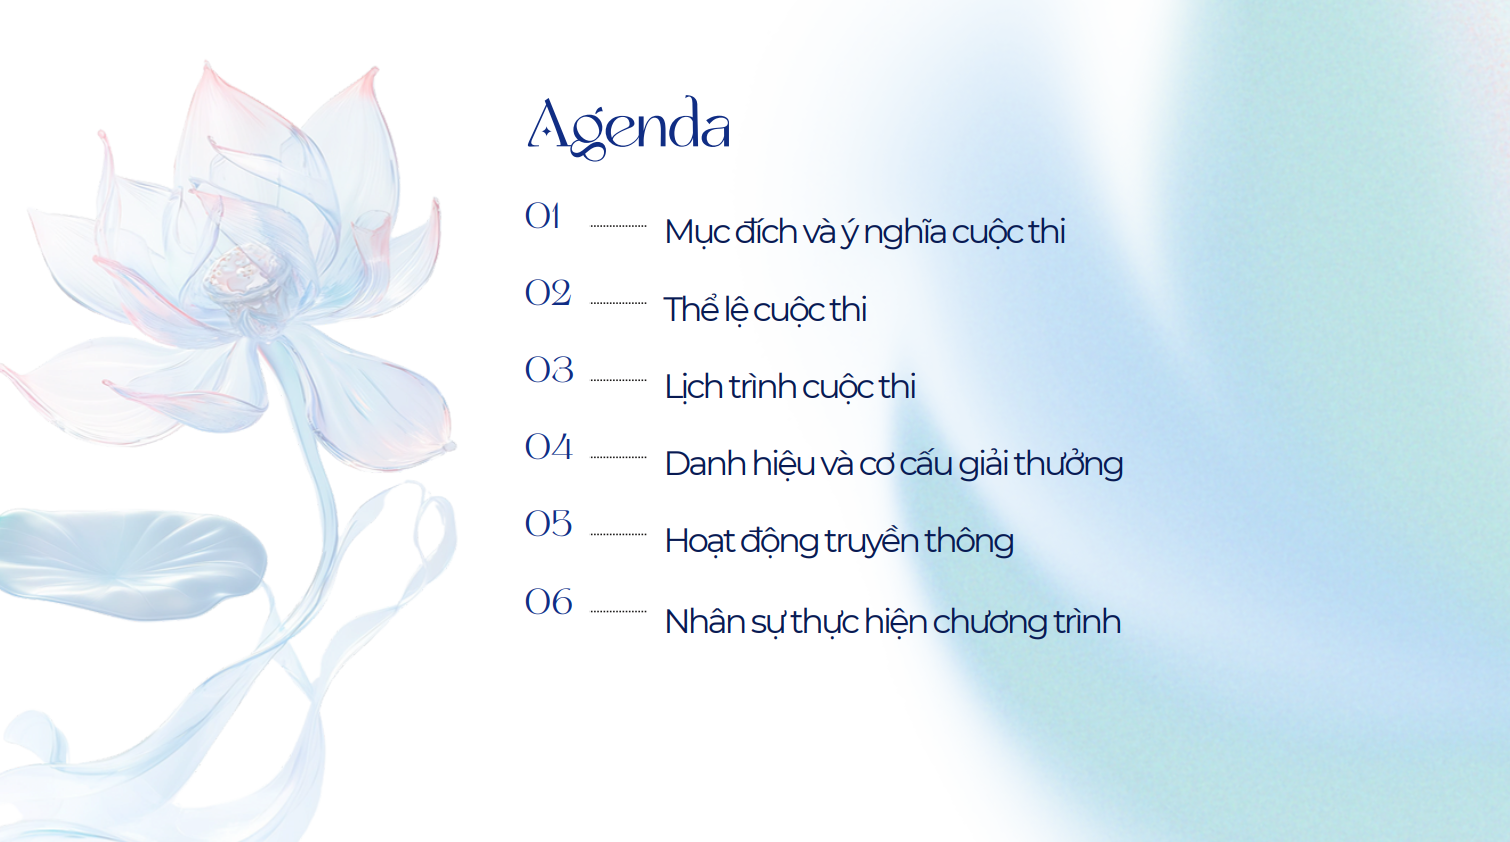 Agenda
01 Mục đích và ý nghĩa cuộc thi
02 Thể lệ cuộc thi
03 Lịch trình cuộc thi
04 Danh hiệu và cơ cấu giải thưởng
05 Hoạt động truyền thông
06 Nhân sự thực hiện chương trình